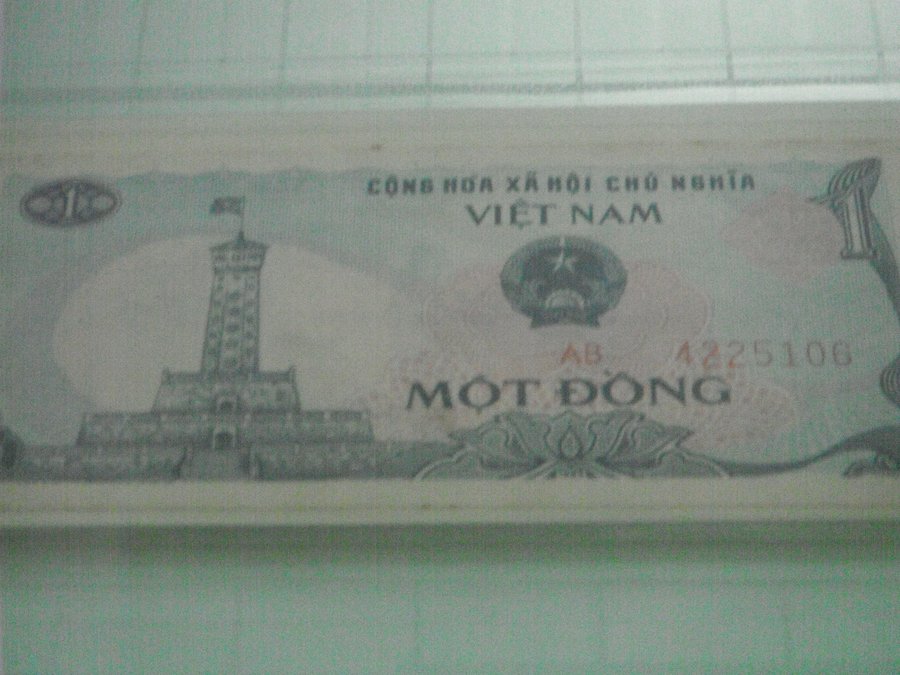 1
CỘNG HÒA XÃ HỘI CHỦ NGHĨA
VIỆT NAM
1
AB 4225106
MỘT ĐỒNG